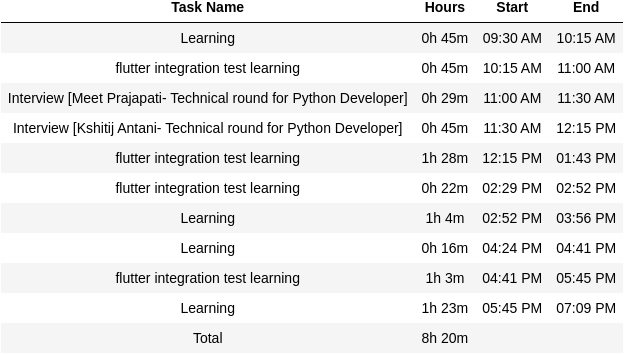 Task Name Hours Start End
Learning 0h 45m 09:30 AM 10:15 AM
flutter integration test learning 0h 45m 10:15 AM 11:00 AM
Interview [Meet Prajapati- Technical round for Python Developer] 0h 29m 11:00 AM 11:30 AM
Interview [Kshitij Antani- Technical round for Python Developer] 0h 45m 11:30 AM 12:15 PM
flutter integration test learning 1h 28m 12:15 PM 01:43 PM
flutter integration test learning 0h 22m 02:29 PM 02:52 PM
Learning 1h 4m 02:52 PM 03:56 PM
Learning 0h 16m 04:24 PM 04:41 PM
flutter integration test learning 1h 3m 04:41 PM 05:45 PM
Learning 1h 23m 05:45 PM 07:09 PM
Total 8h 20m